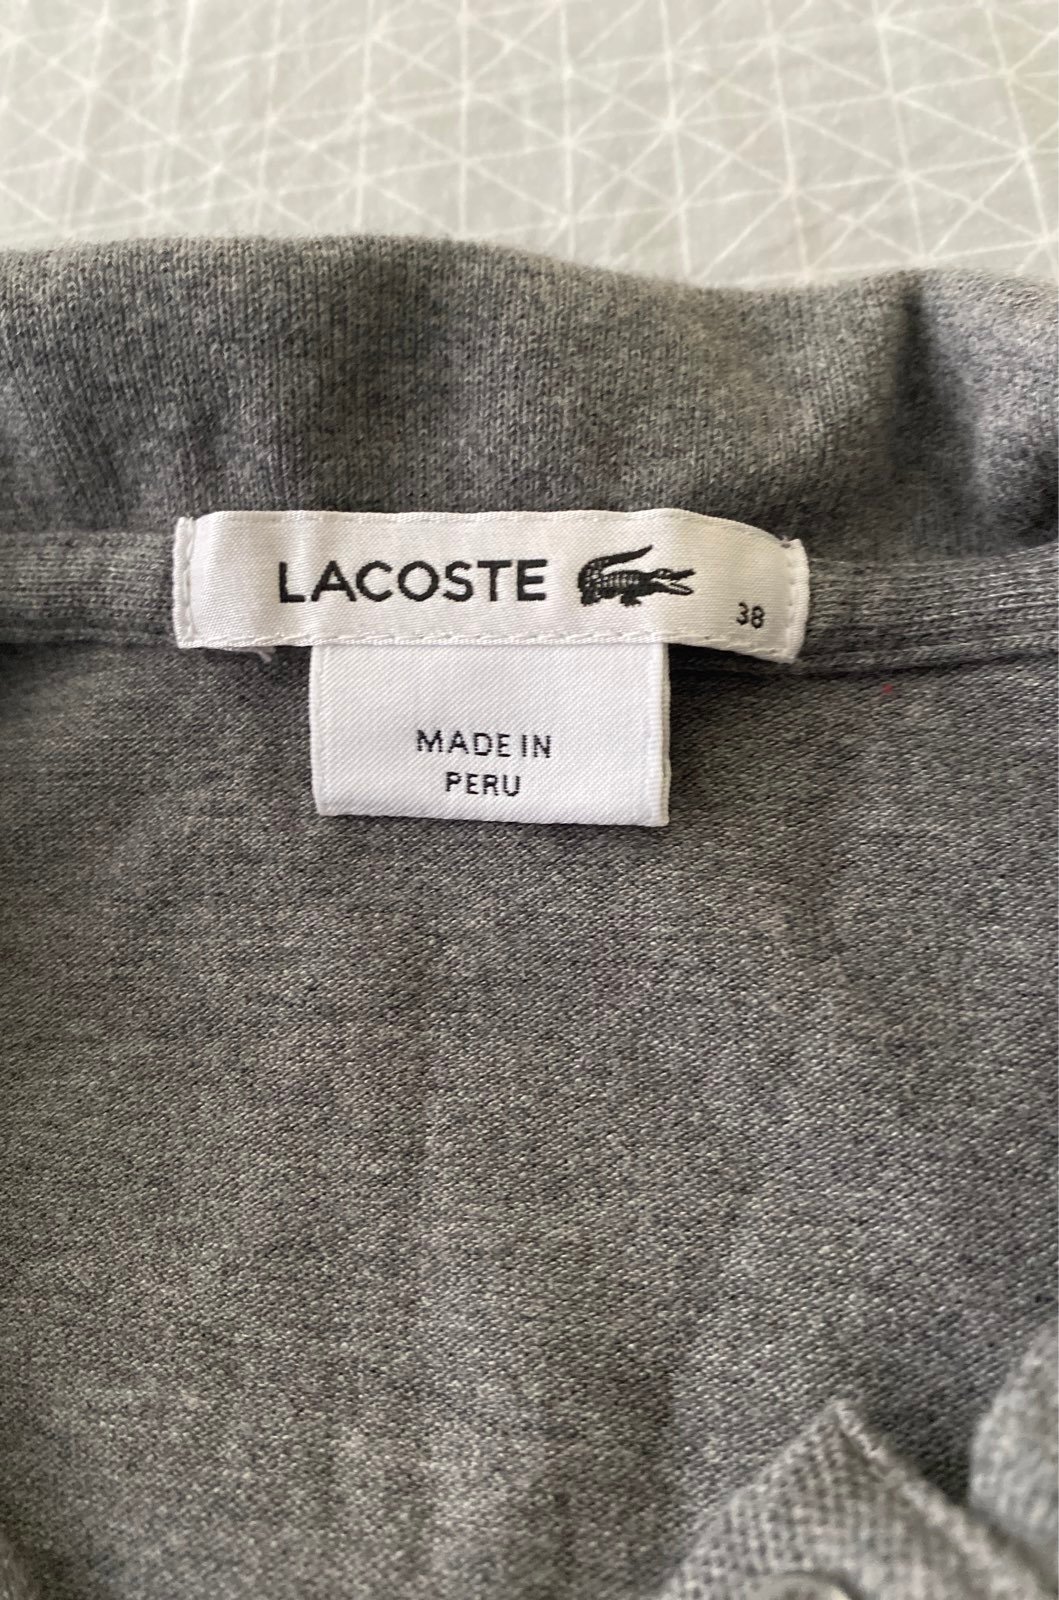 LACOSTE
38
MADE IN
PERU